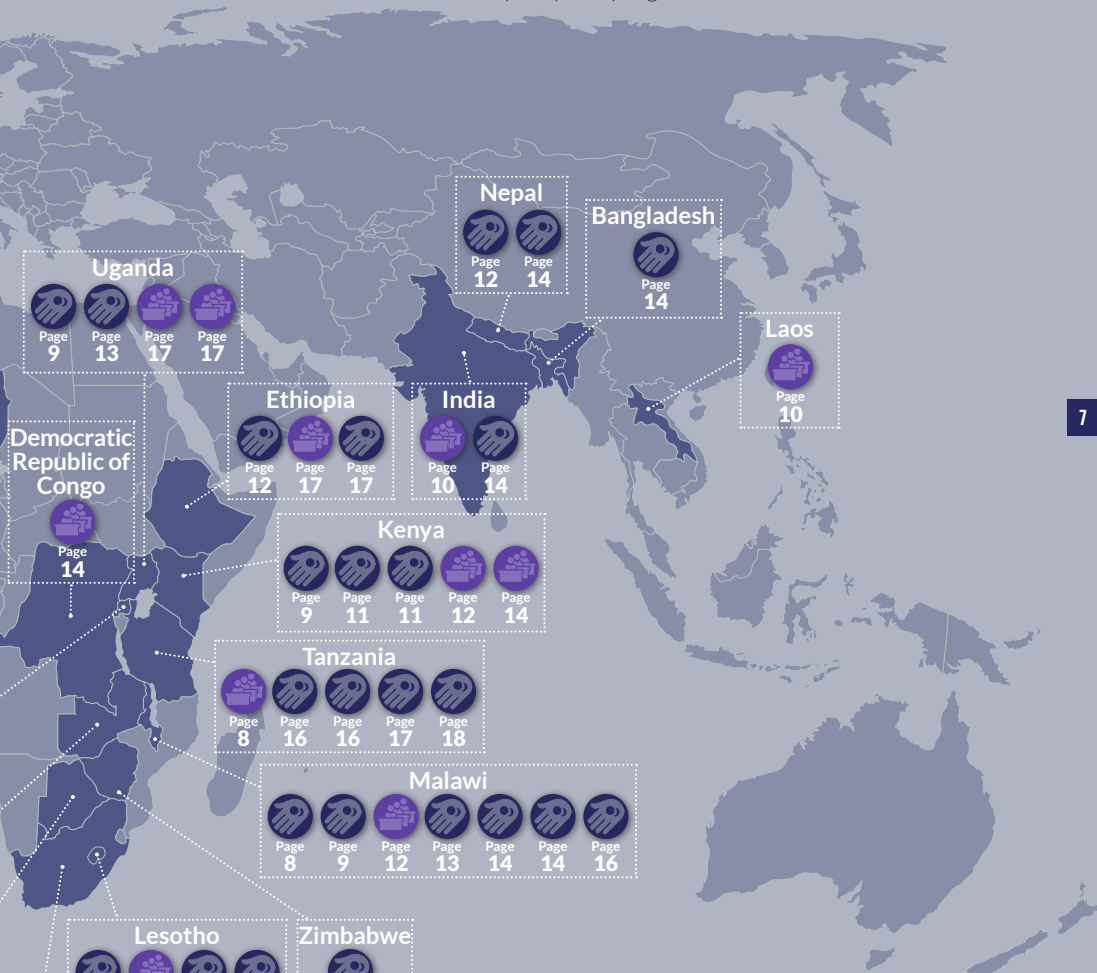 Nepal
Page 12
Page 14
Bangladesh
Page 14
Uganda
Page 9
Page 13
Page 17
Page 17
Laos
Page 10
Ethiopia
Page 12
Page 17
Page 17
India
Page 10
Page 14
7
Democratic
Republic of
Congo
Page 14
Kenya
Page 9
Page 11
Page 11
Page 12
Page 14
Tanzania
Page 8
Page 16
Page 16
Page 17
Page 18
Malawi
Page 8
Page 9
Page 12
Page 13
Page 14
Page 14
Page 16
Lesotho
Zimbabwe